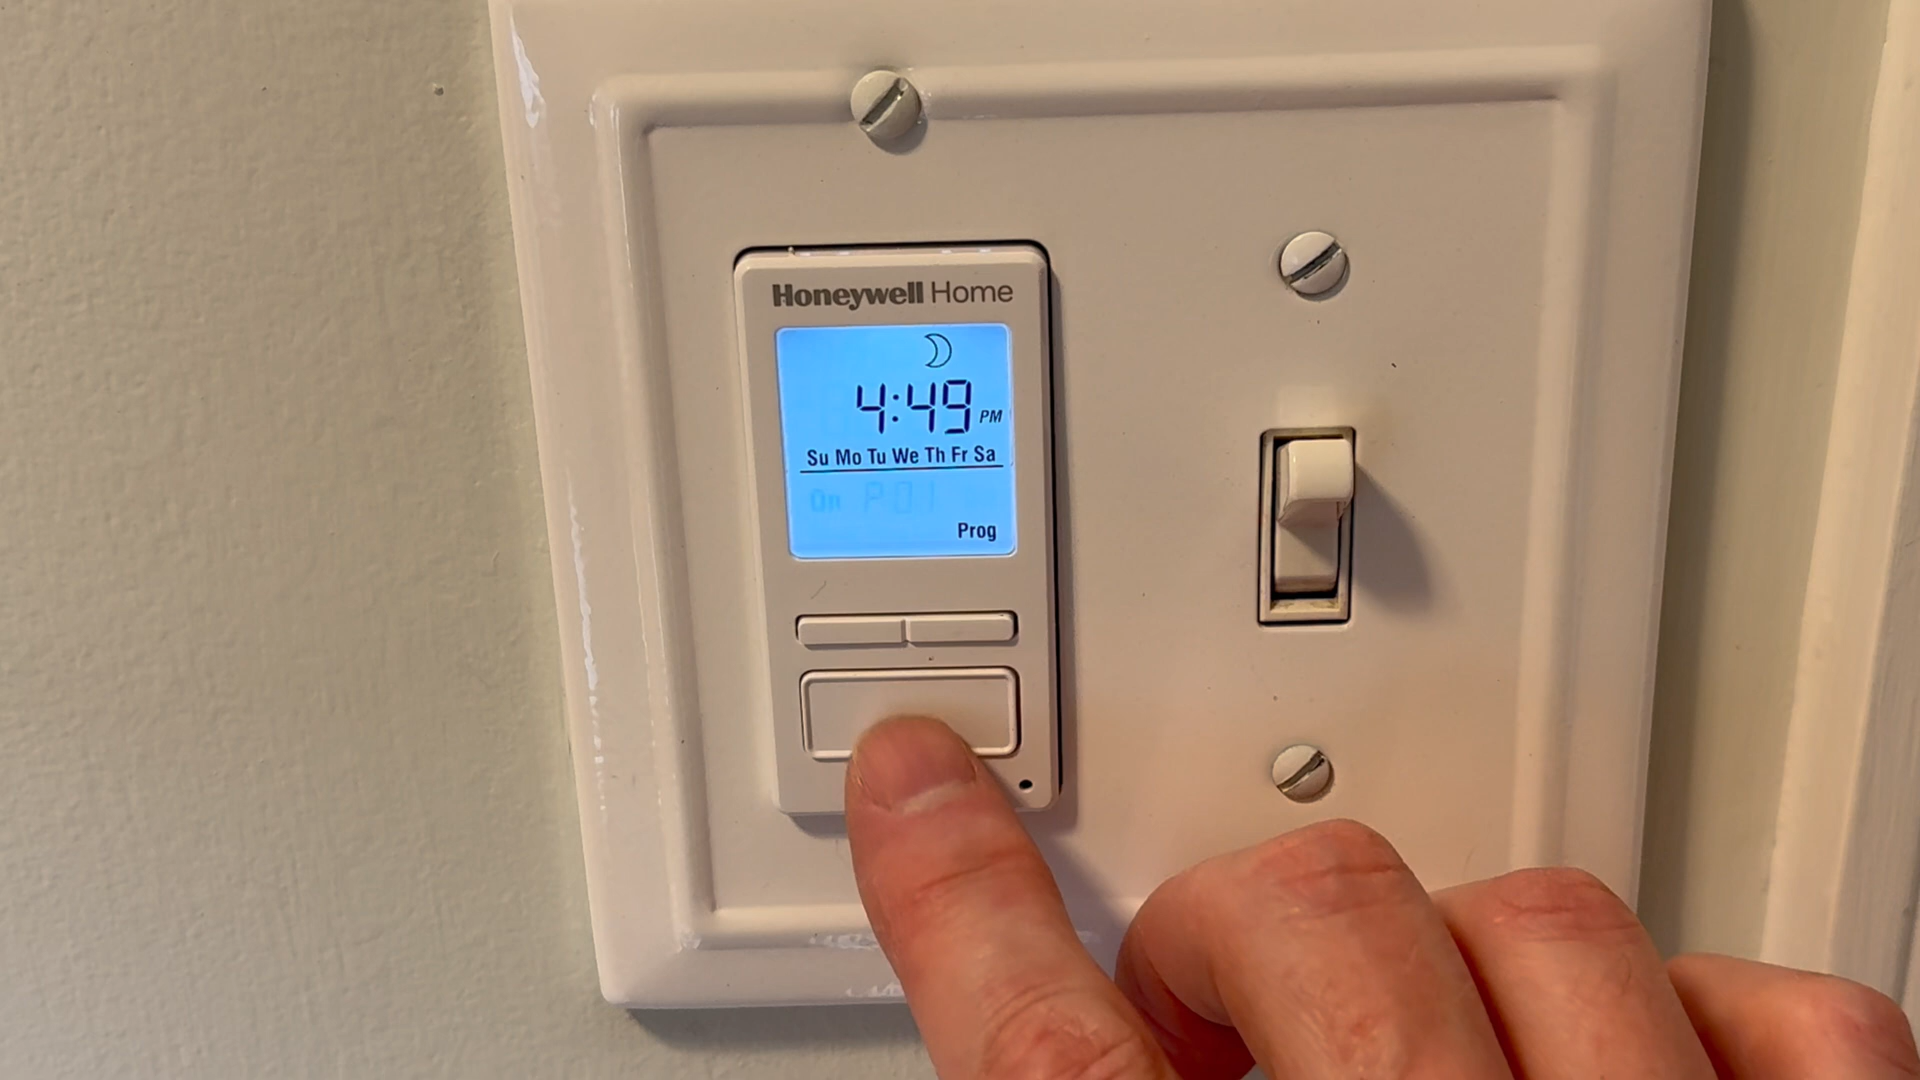 Honeywell Home
4:49 PM
Su Mo Tu We Th Fr Sa
On P01
Prog